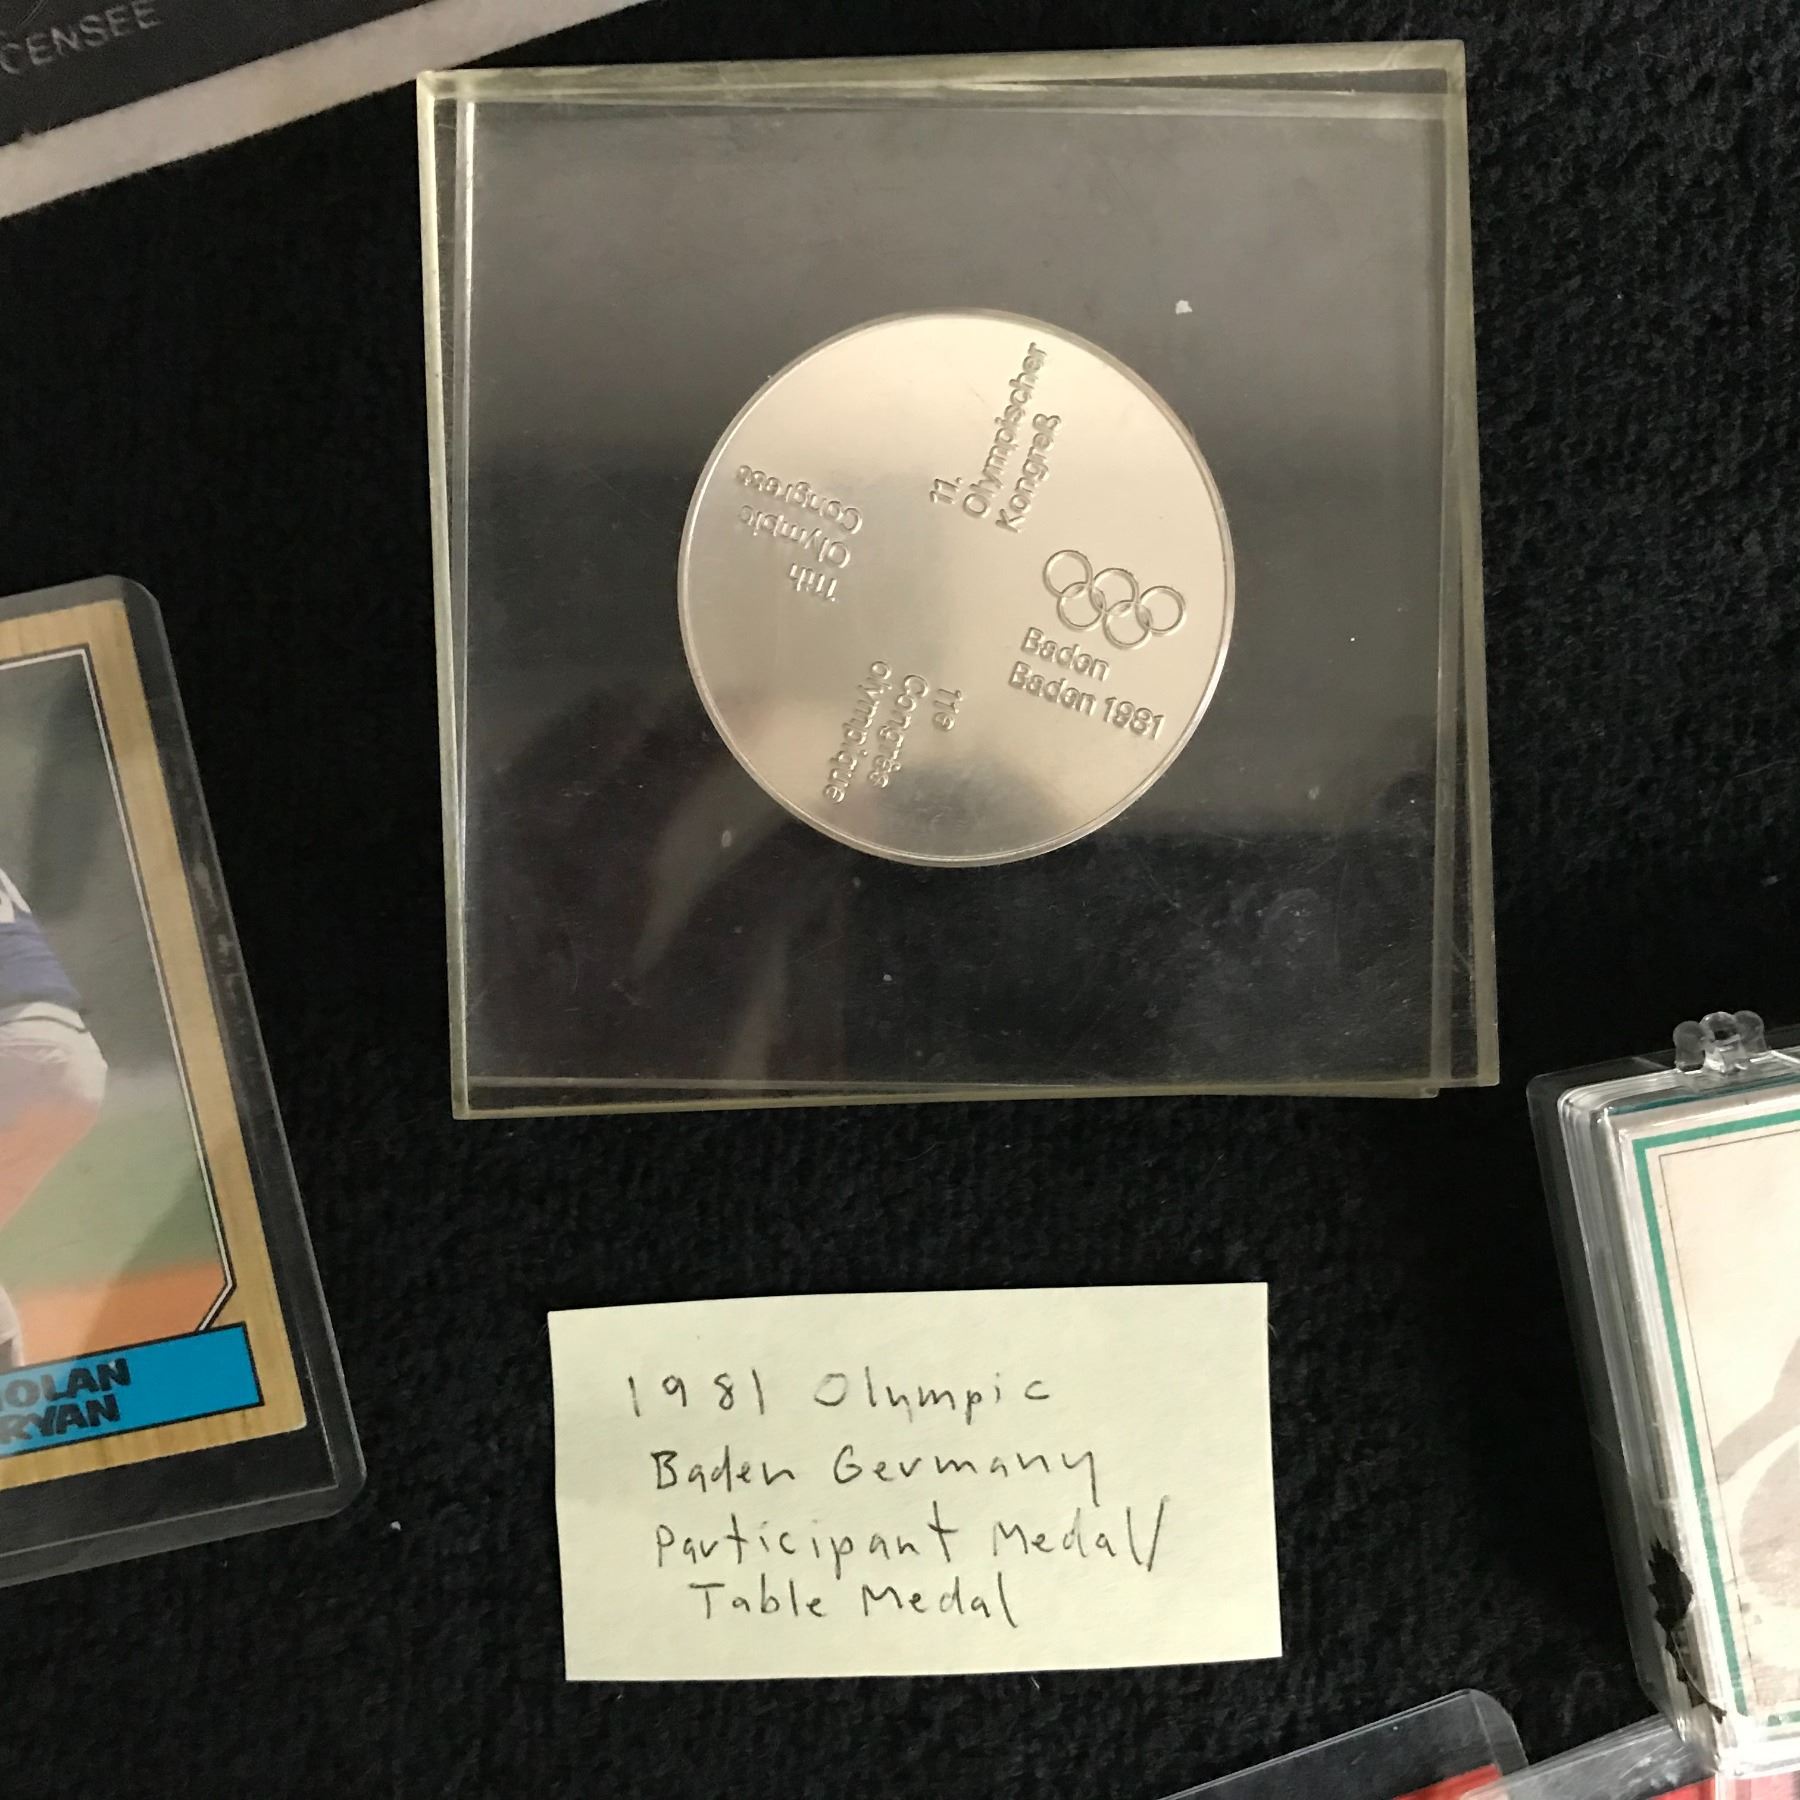 CENSEE
11.
Olympischer
Kongreß
Baden
Baden 1981
11th
Olympic
Congress
11e
Congrès
olympique
OLAN
RYAN
1981 Olympic
Baden Germany
Participant Medal/
Table Medal